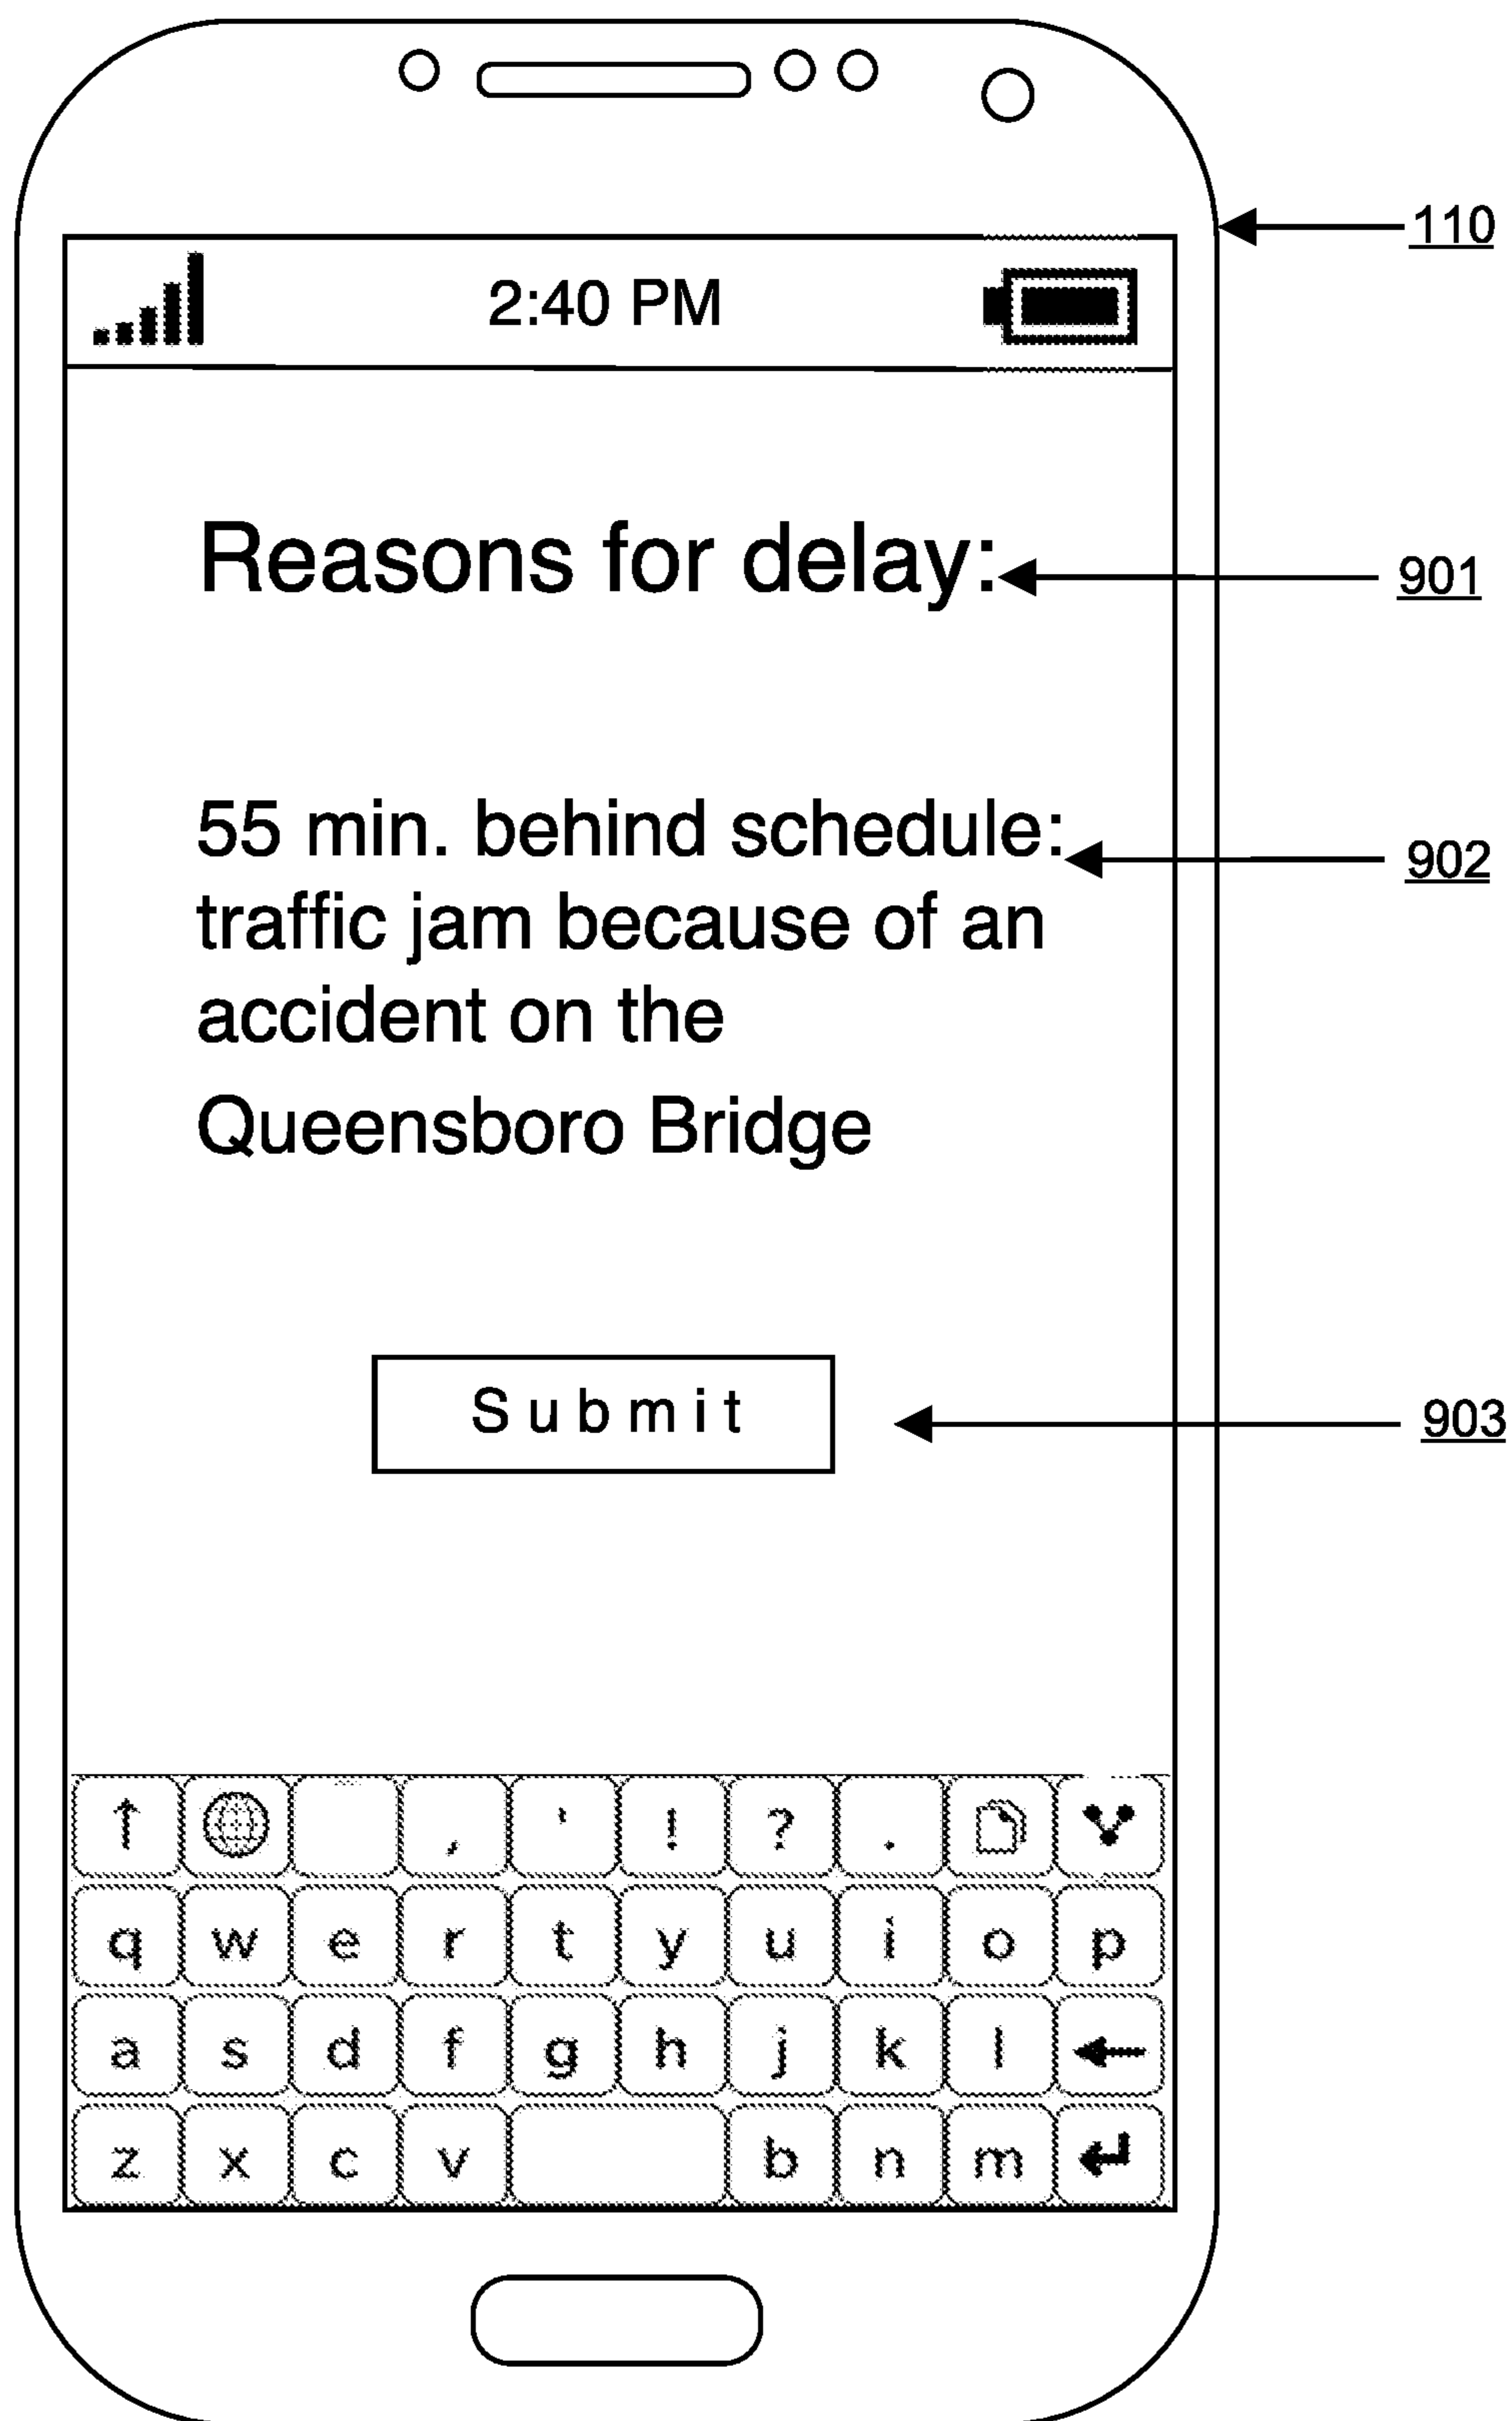 110
2:40 PM
Reasons for delay:
901
55 min. behind schedule:
902
traffic jam because of an
accident on the
Queensboro Bridge
Submit
903
, ' ! ? .
q w e r t y u i o p
a s d f g h j k l
z x c v b n m